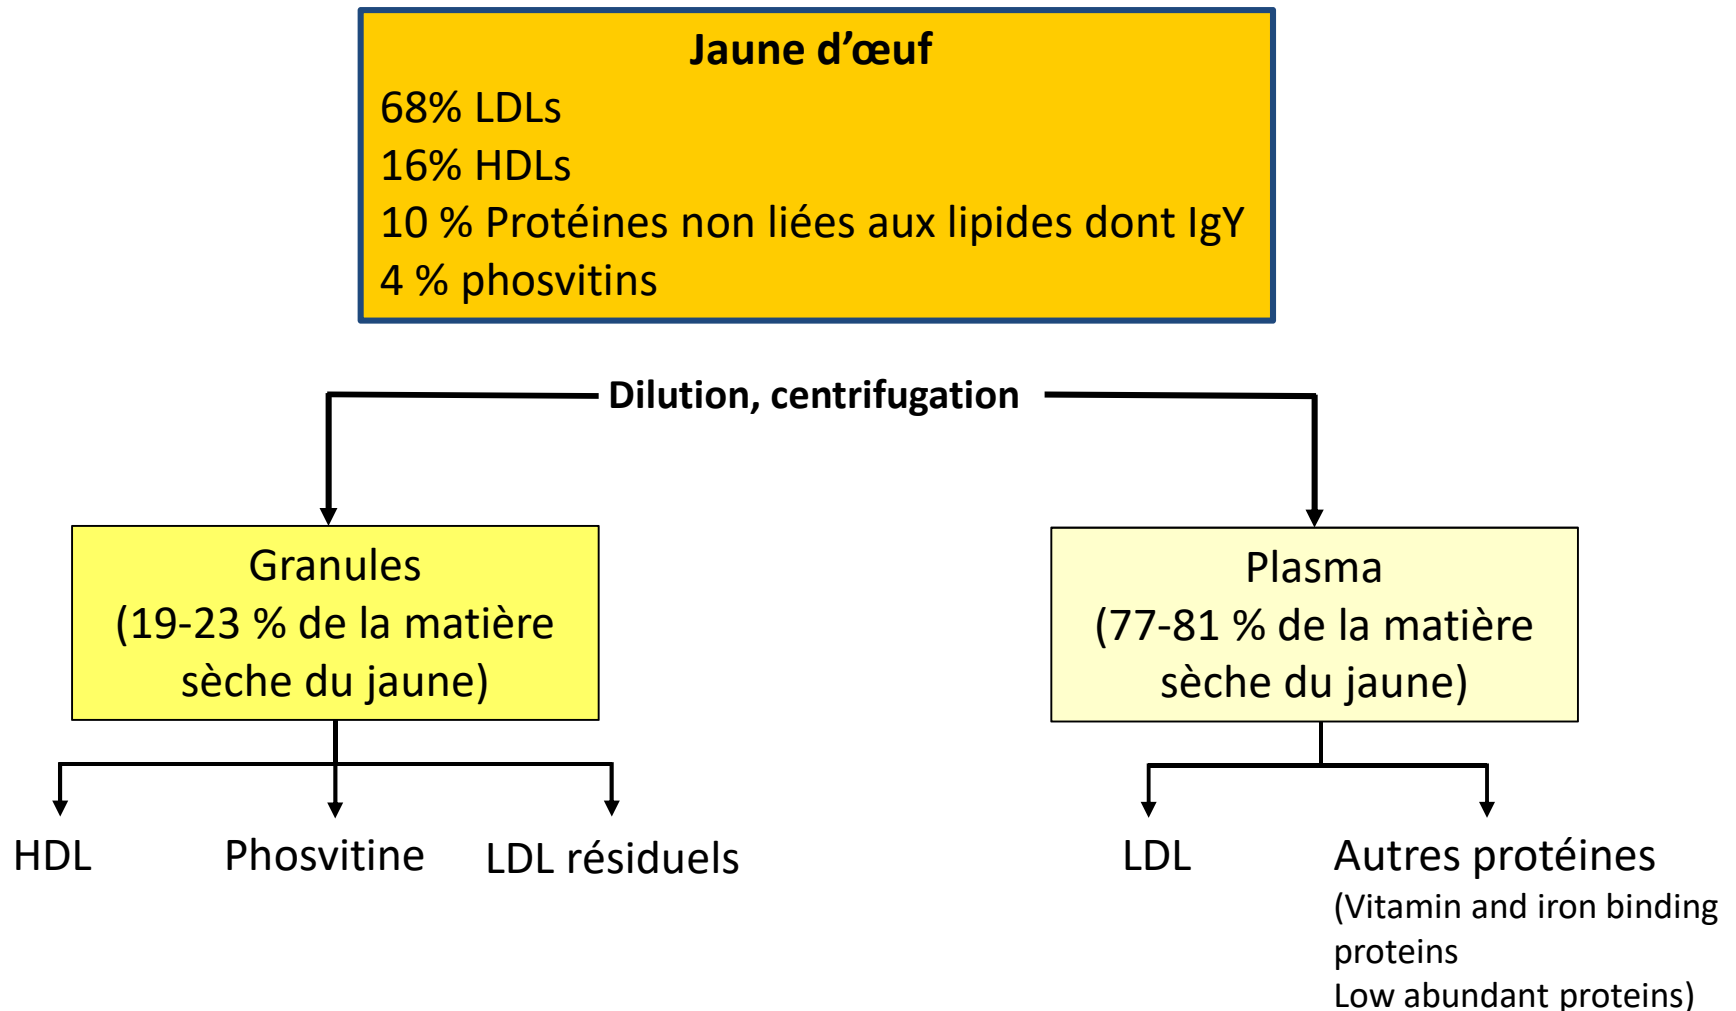 Jaune d’œuf
68% LDLs
16% HDLs
10 % Protéines non liées aux lipides dont IgY
4 % phosvitins
Dilution, centrifugation
Granules
(19-23 % de la matière
sèche du jaune)
Plasma
(77-81 % de la matière
sèche du jaune)
HDL
Phosvitine
LDL résiduels
LDL
Autres protéines
(Vitamin and iron binding
proteins
Low abundant proteins)